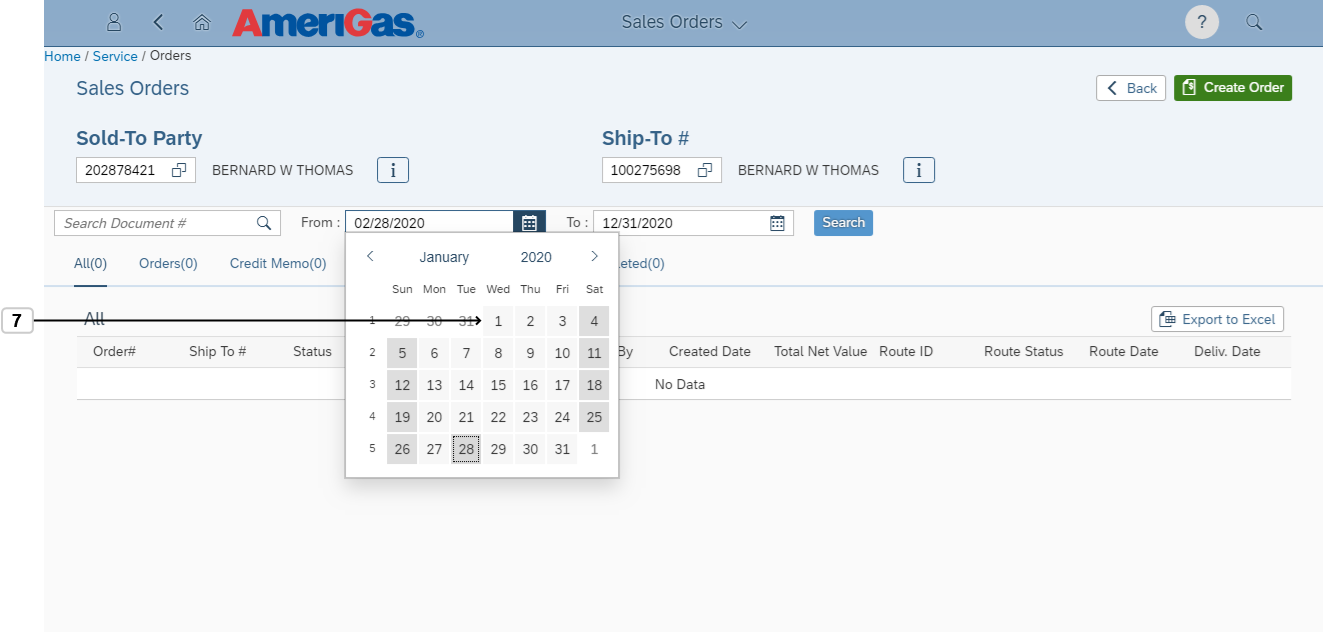 AmeriGas®
Sales Orders
?
Home / Service / Orders
Sales Orders
Back
Create Order
Sold-To Party
Ship-To #
202878421
BERNARD W THOMAS
i
100275698
BERNARD W THOMAS
i
Search Document #
From :
02/28/2020
To :
12/31/2020
Search
All(0)
Orders(0)
Credit Memo(0)
eted(0)
January 2020
Sun Mon Tue Wed Thu Fri Sat
1 29 30 31 1 2 3 4
2 5 6 7 8 9 10 11
3 12 13 14 15 16 17 18
4 19 20 21 22 23 24 25
5 26 27 28 29 30 31 1
7
All
Export to Excel
Order# Ship To # Status By Created Date Total Net Value Route ID Route Status Route Date Deliv. Date
No Data